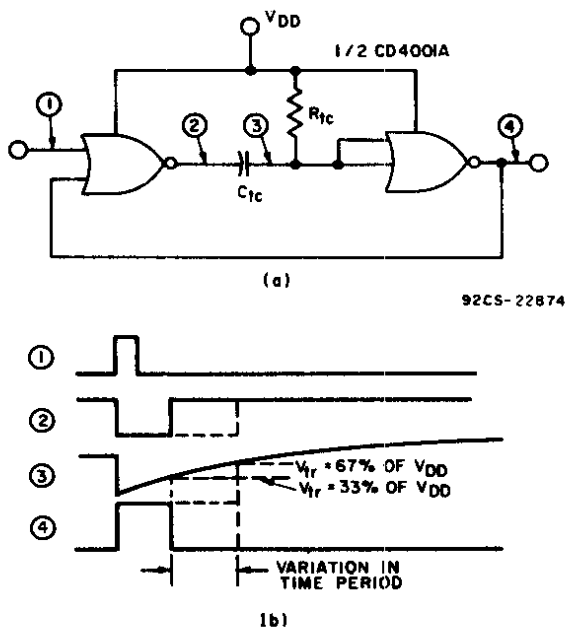 VDD
1/2 CD4001A
1
2
3
Rtc
4
Ctc
(a)
92CS-22874
1
2
3
Vtr = 67% OF VDD
Vtr = 33% OF VDD
4
VARIATION IN
TIME PERIOD
(b)